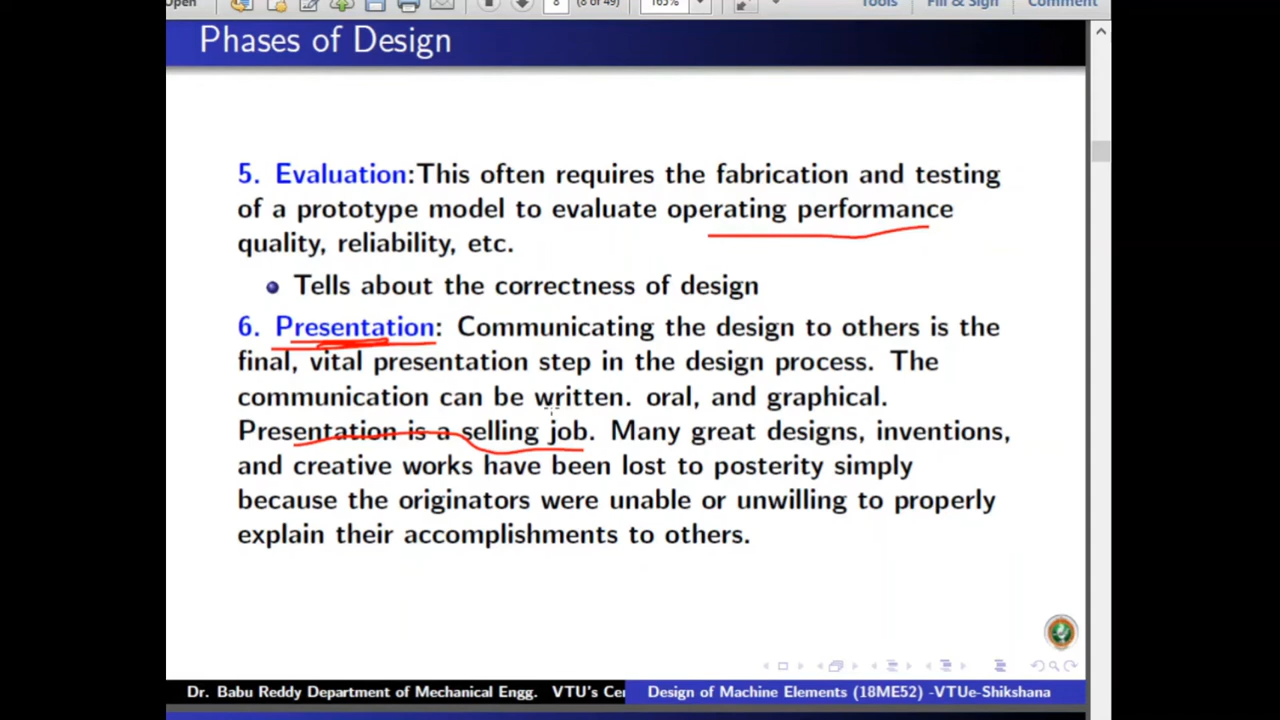 Open
8
(8 of 49)
Tools
Fill & Sign
Comment
Phases of Design
5. Evaluation:This often requires the fabrication and testing
of a prototype model to evaluate operating performance
quality, reliability, etc.
Tells about the correctness of design
6. Presentation: Communicating the design to others is the
final, vital presentation step in the design process. The
communication can be written. oral, and graphical.
Presentation is a selling job. Many great designs, inventions,
and creative works have been lost to posterity simply
because the originators were unable or unwilling to properly
explain their accomplishments to others.
Dr. Babu Reddy Department of Mechanical Engg. VTU's Cen
Design of Machine Elements (18ME52) -VTUe-Shikshana